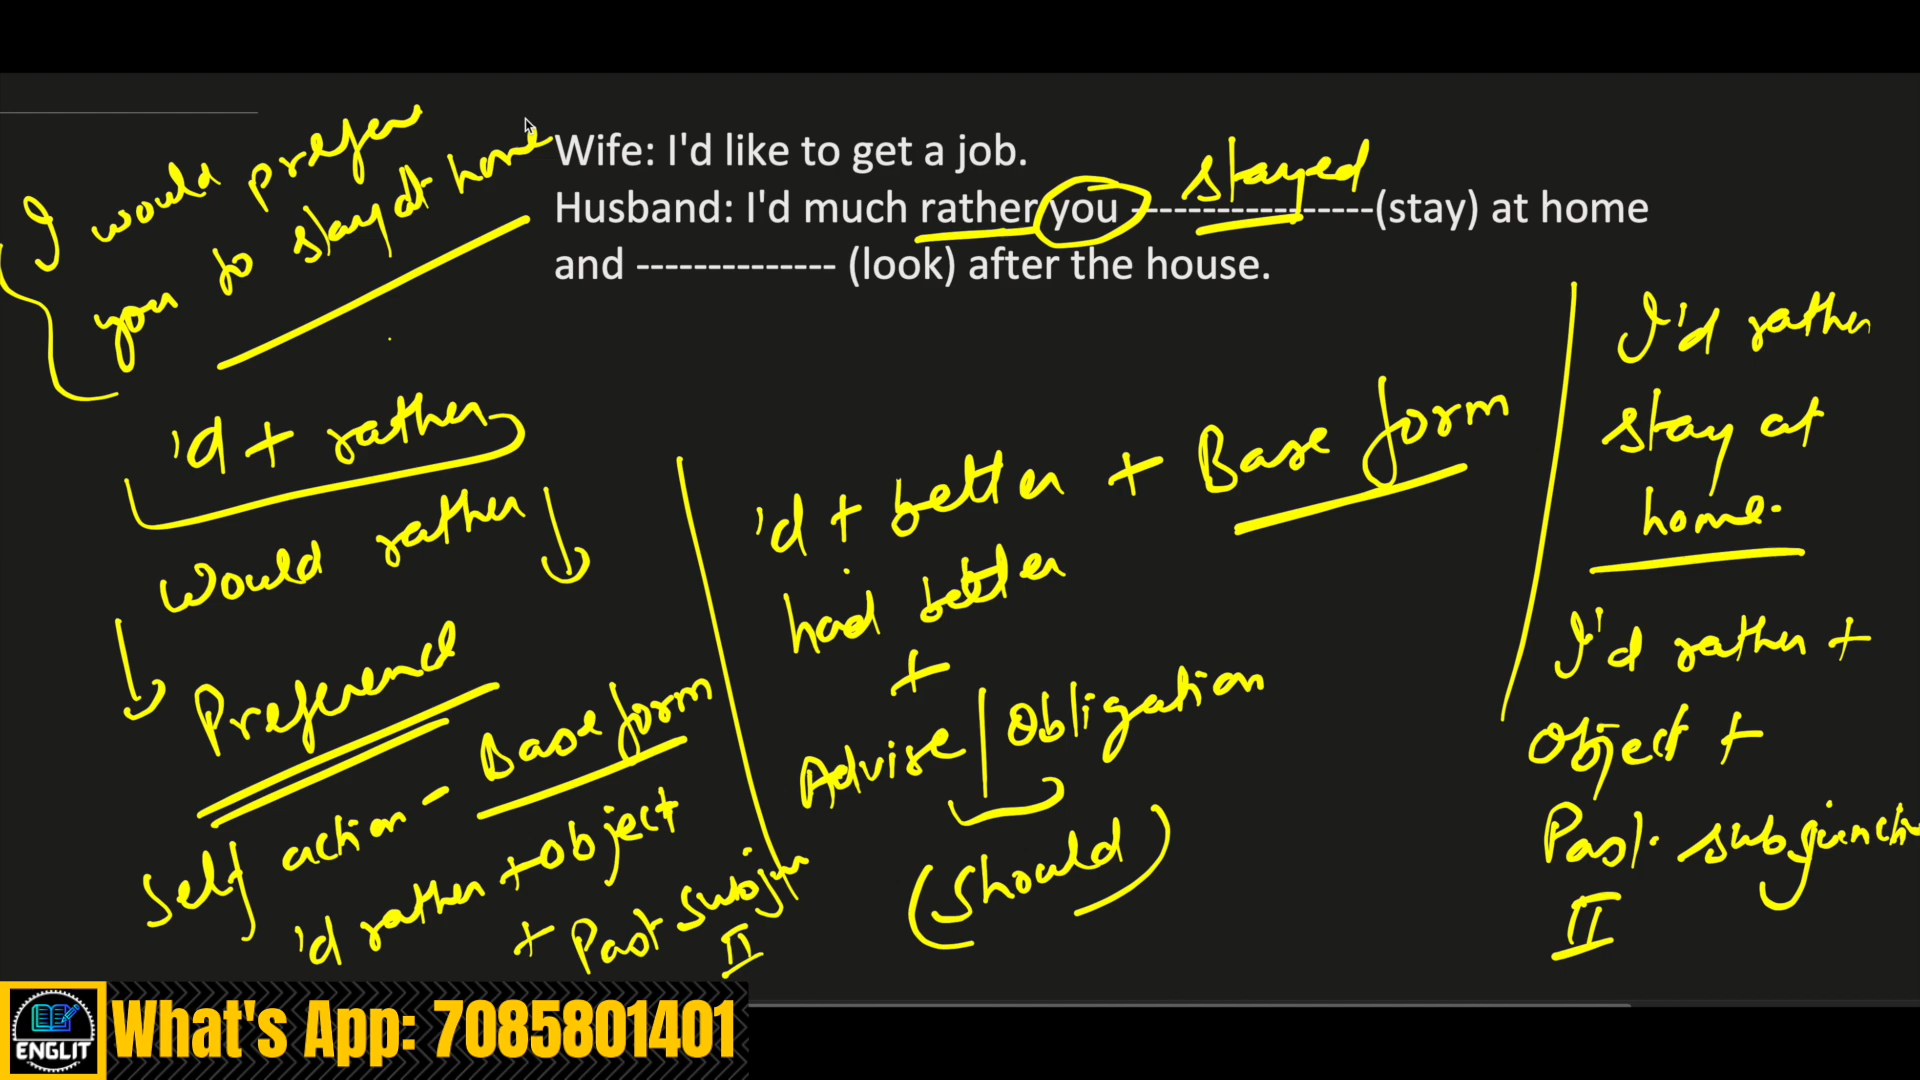 Wife: I'd like to get a job.
stayed
Husband: I'd much rather you -----------------(stay) at home
and -------------- (look) after the house.
I would prefer
you to stay at home
'd + rather
would rather
Preference
Self action - Base form
'd rather + object
+ Past subjn
II
'd + better + Base form
had better
+
Advise | Obligation
(Should)
I'd rather
stay at
home.
I'd rather +
Object +
Past. subjunctiv
II
ENGLIT
What's App: 7085801401